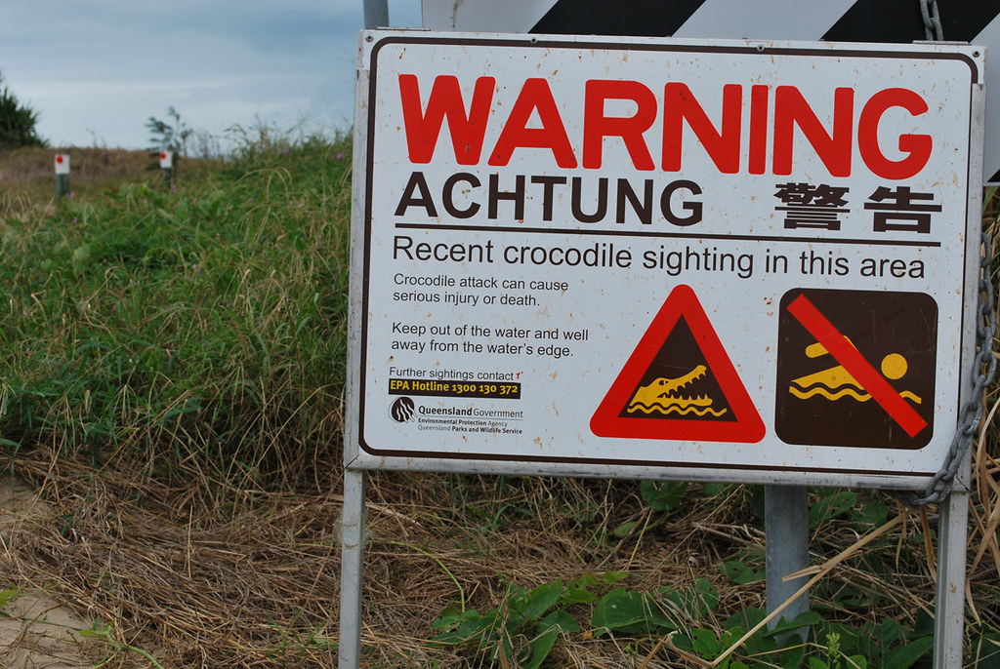 WARNING
ACHTUNG 警告
Recent crocodile sighting in this area
Crocodile attack can cause
serious injury or death.
Keep out of the water and well
away from the water's edge.
Further sightings contact
EPA Hotline 1300 130 372
Queensland Government
Environmental Protection Agency
Queensland Parks and Wildlife Service